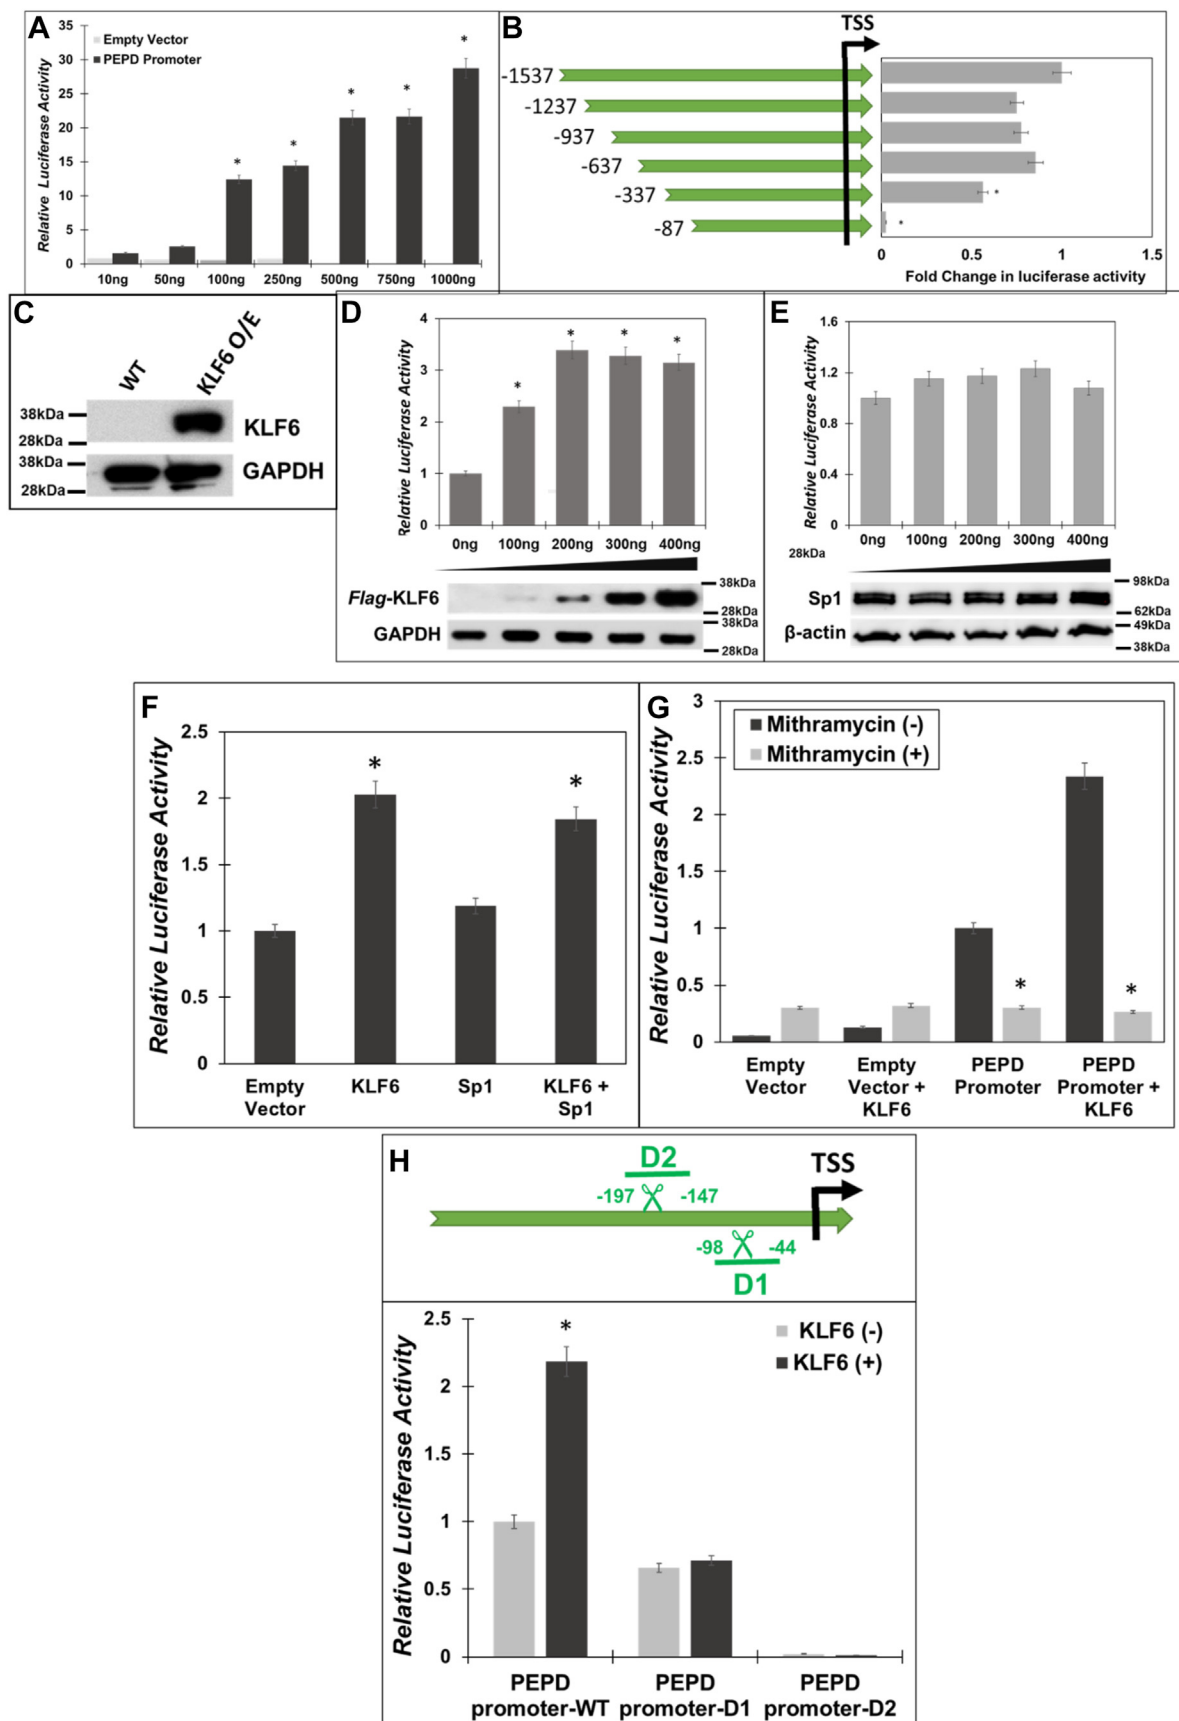 A
35
30
25
20
15
10
5
0
Relative Luciferase Activity
Empty Vector
PEPD Promoter
* * * * *
10ng 50ng 100ng 250ng 500ng 750ng 1000ng
B
TSS
-1537
-1237
-937
-637
-337
-87
*
*
0 0.5 1 1.5
Fold Change in luciferase activity
C
WT
KLF6 O/E
38kDa
28kDa
KLF6
38kDa
28kDa
GAPDH
D
4
3
2
1
0
Relative Luciferase Activity
* * * *
0ng 100ng 200ng 300ng 400ng
Flag-KLF6
38kDa
28kDa
GAPDH
38kDa
28kDa
E
1.6
1.2
0.8
0.4
0
Relative Luciferase Activity
0ng 100ng 200ng 300ng 400ng
28kDa
Sp1
98kDa
62kDa
β-actin
49kDa
38kDa
F
2.5
2
1.5
1
0.5
0
Relative Luciferase Activity
* *
Empty Vector
KLF6
Sp1
KLF6 + Sp1
G
3
2.5
2
1.5
1
0.5
0
Relative Luciferase Activity
Mithramycin (-)
Mithramycin (+)
* *
Empty Vector
Empty Vector + KLF6
PEPD Promoter
PEPD Promoter + KLF6
H
D2
TSS
-197 -147
-98 -44
D1
2.5
2
1.5
1
0.5
0
Relative Luciferase Activity
*
KLF6 (-)
KLF6 (+)
PEPD promoter-WT
PEPD promoter-D1
PEPD promoter-D2